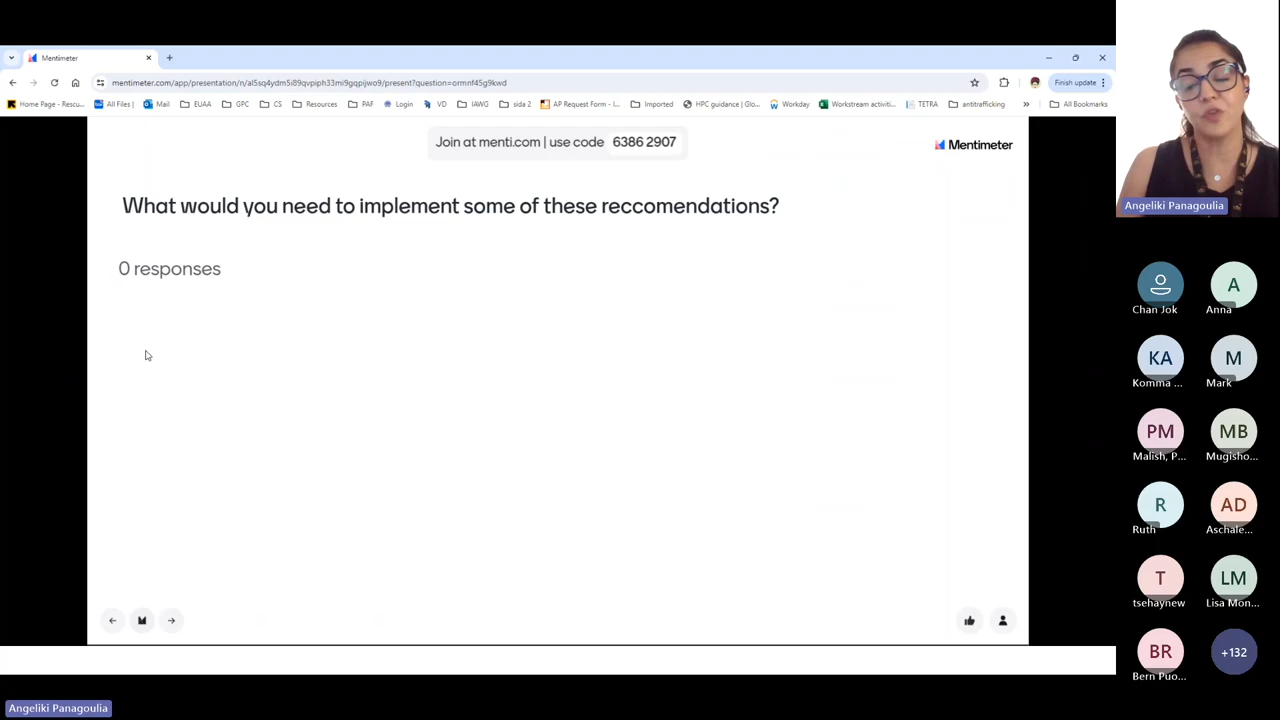 Mentimeter
mentimeter.com/app/presentation/n/al5sq4ydm5i89qvpiph33mi9gqpijwo9/present?question=ormnf45g9kwd
Finish update
Home Page - Rescu...
All Files |
Mail
EUAA
GPC
CS
Resources
PAF
Login
VD
IAWG
sida 2
AP Request Form - I...
Imported
HPC guidance | Glo...
Workday
Workstream activiti...
TETRA
antitrafficking
»
All Bookmarks
Join at menti.com | use code 6386 2907
Mentimeter
What would you need to implement some of these reccomendations?
0 responses
Angeliki Panagoulia
Chan Jok
A
Anna
KA
Komma ...
M
Mark
PM
Malish, P...
MB
Mugisho...
R
Ruth
AD
Aschale...
T
tsehaynew
LM
Lisa Mon...
BR
Bern Puo...
+132
Angeliki Panagoulia